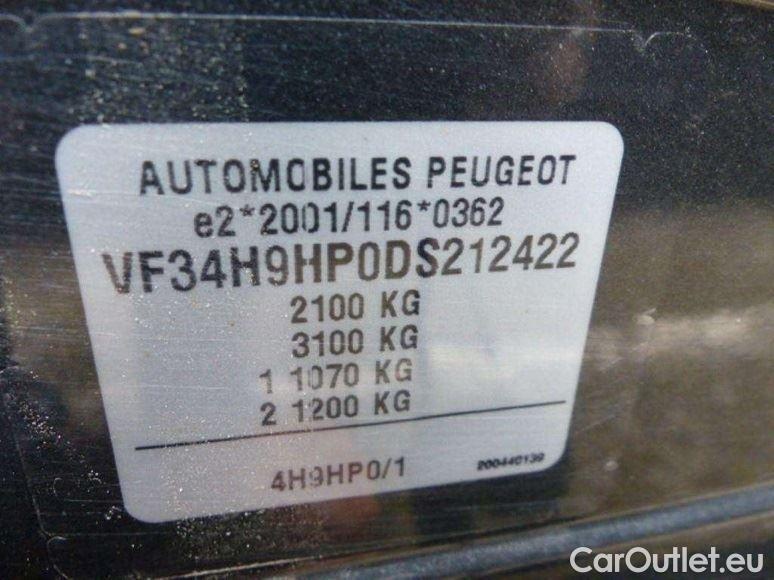 AUTOMOBILES PEUGEOT
e2*2001/116*0362
VF34H9HP0DS212422
2100 KG
3100 KG
1 1070 KG
2 1200 KG
4H9HP0/1
200440139
CarOutlet.eu